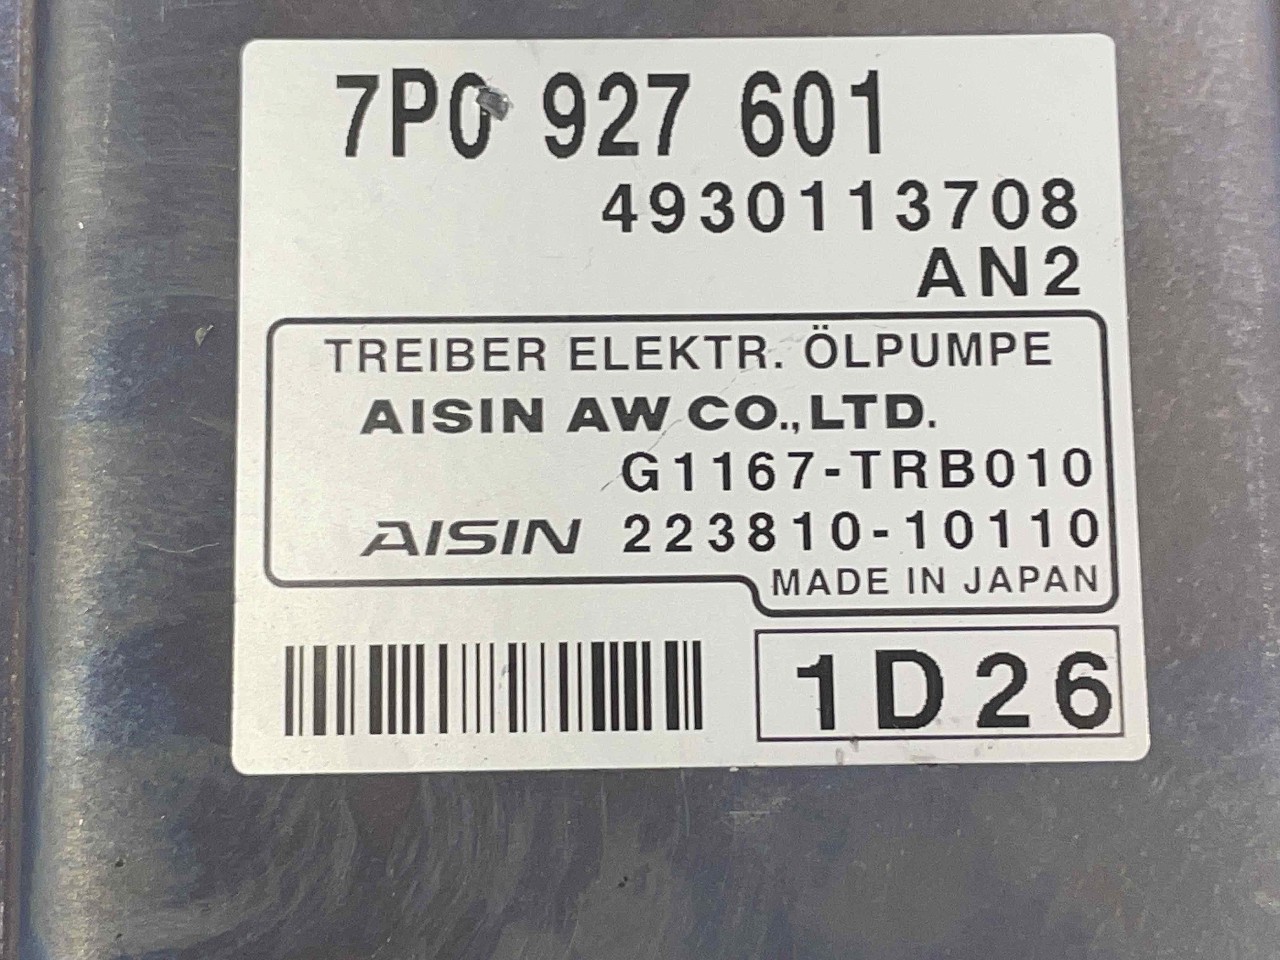 7P0 927 601
4930113708
AN2
TREIBER ELEKTR. ÖLPUMPE
AISIN AW CO.,LTD.
G1167-TRB010
AISIN 223810-10110
MADE IN JAPAN
1D26